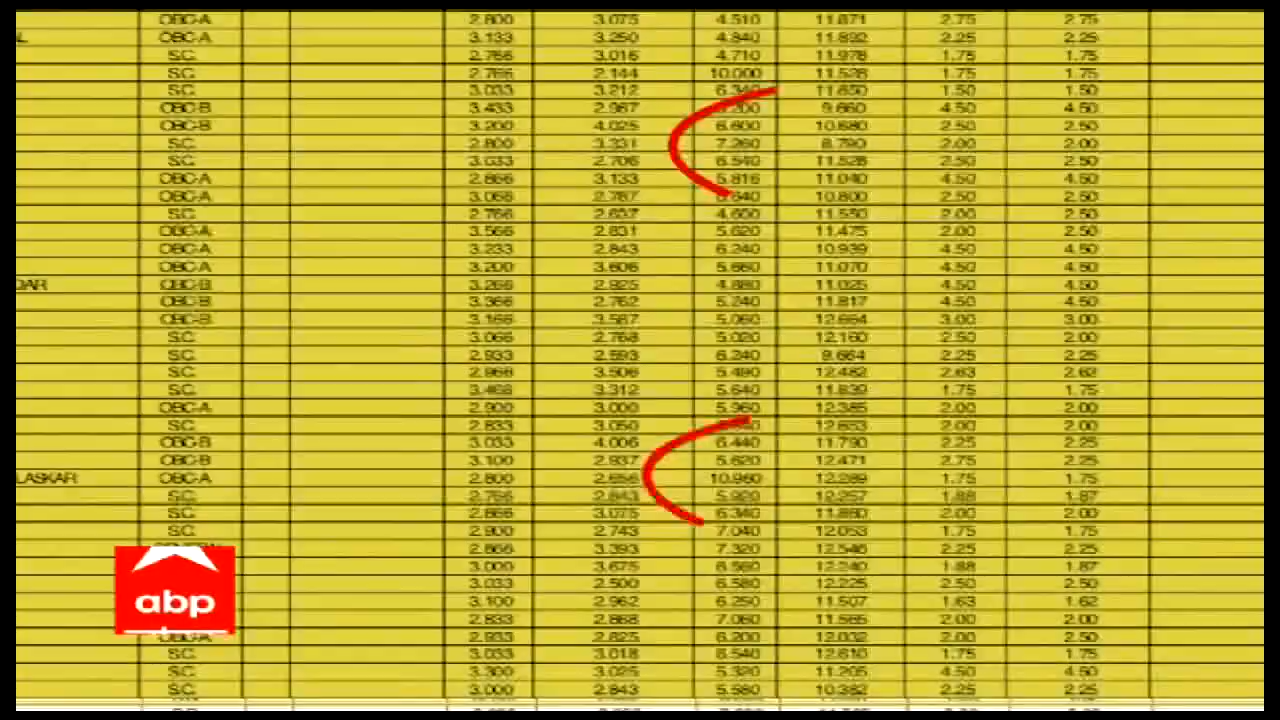 OBC-A 2.800 3.075 4.510 11.871 2.75 2.75
OBC-A 3.133 3.250 4.840 11.892 2.25 2.25
S.C. 2.766 3.016 4.710 11.978 1.75 1.75
S.C. 2.766 2.144 10.000 11.528 1.75 1.75
S.C. 3.033 3.212 6.340 11.650 1.50 1.50
OBC-B 3.433 2.987 9.660 4.50 4.50
OBC-B 3.200 4.025 6.600 10.680 2.50 2.50
S.C. 2.800 3.331 7.260 8.790 2.00 2.00
S.C. 3.033 2.706 6.540 11.528 2.50 2.50
OBC-A 2.866 3.133 5.816 11.040 4.50 4.50
OBC-A 3.066 2.787 10.800 2.50 2.50
S.C. 2.766 2.637 4.600 11.550 2.00 2.50
OBC-A 3.566 2.831 5.620 11.475 2.00 2.50
OBC-A 3.233 2.843 6.240 10.939 4.50 4.50
OBC-A 3.200 3.606 5.660 11.070 4.50 4.50
DAR OBC-B 3.266 2.925 4.880 11.025 4.50 4.50
OBC-B 3.366 2.762 5.240 11.817 4.50 4.50
OBC-B 3.166 3.587 5.060 12.664 3.00 3.00
S.C. 3.066 2.768 5.020 12.160 2.50 2.00
S.C. 2.933 2.593 6.240 9.664 2.25 2.25
S.C. 2.966 3.506 5.490 12.482 2.63 2.62
S.C. 3.466 3.312 5.640 11.839 1.75 1.75
OBC-A 2.900 3.000 5.960 12.385 2.00 2.00
S.C. 2.833 3.050 12.653 2.00 2.00
OBC-B 3.033 4.006 6.440 11.790 2.25 2.25
OBC-B 3.100 2.937 5.620 12.471 2.75 2.25
LASKAR OBC-A 2.800 2.656 10.960 12.289 1.75 1.75
S.C. 2.766 2.843 5.920 12.257 1.88 1.87
S.C. 2.866 3.075 6.340 11.880 2.00 2.00
S.C. 2.900 2.743 7.040 12.053 1.75 1.75
2.866 3.393 7.320 12.546 2.25 2.25
3.000 3.675 6.560 12.240 1.88 1.87
3.033 2.500 6.580 12.225 2.50 2.50
abp 3.100 2.962 6.250 11.507 1.63 1.62
2.833 2.868 7.060 11.565 2.00 2.00
OBC-A 2.933 2.825 6.200 12.032 2.00 2.50
S.C. 3.033 3.018 6.540 12.610 1.75 1.75
S.C. 3.300 3.025 5.320 11.205 4.50 4.50
S.C. 3.000 2.843 5.580 10.382 2.25 2.25